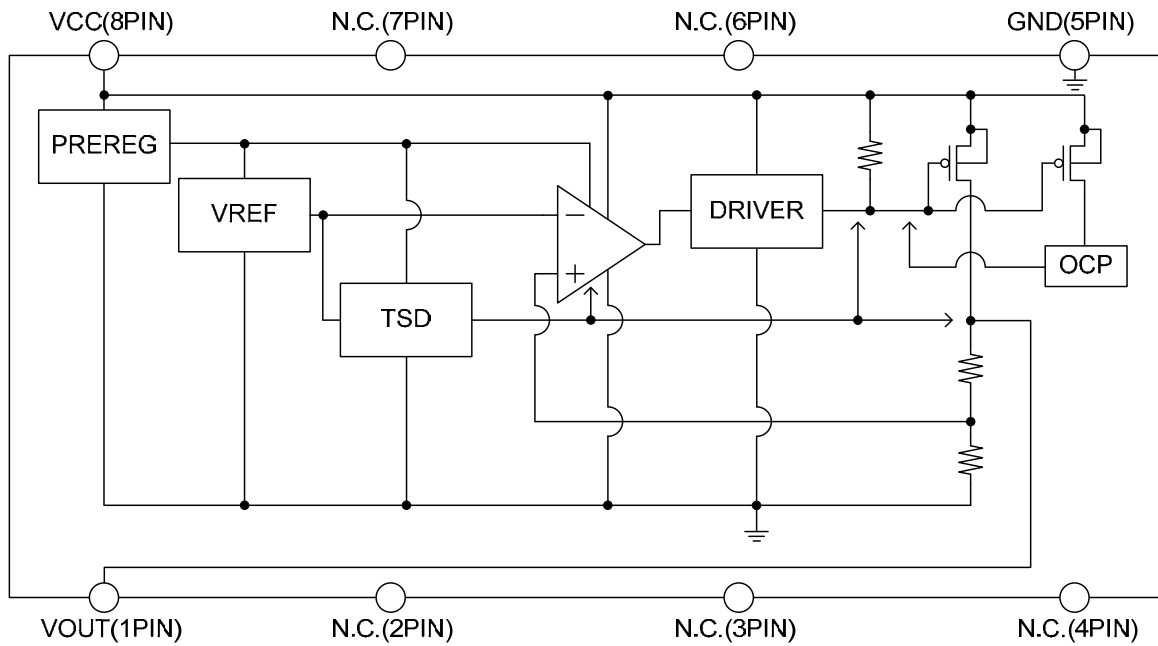 VCC(8PIN) N.C.(7PIN) N.C.(6PIN) GND(5PIN)
PREREG
VREF
DRIVER
−
+
OCP
TSD
VOUT(1PIN) N.C.(2PIN) N.C.(3PIN) N.C.(4PIN)